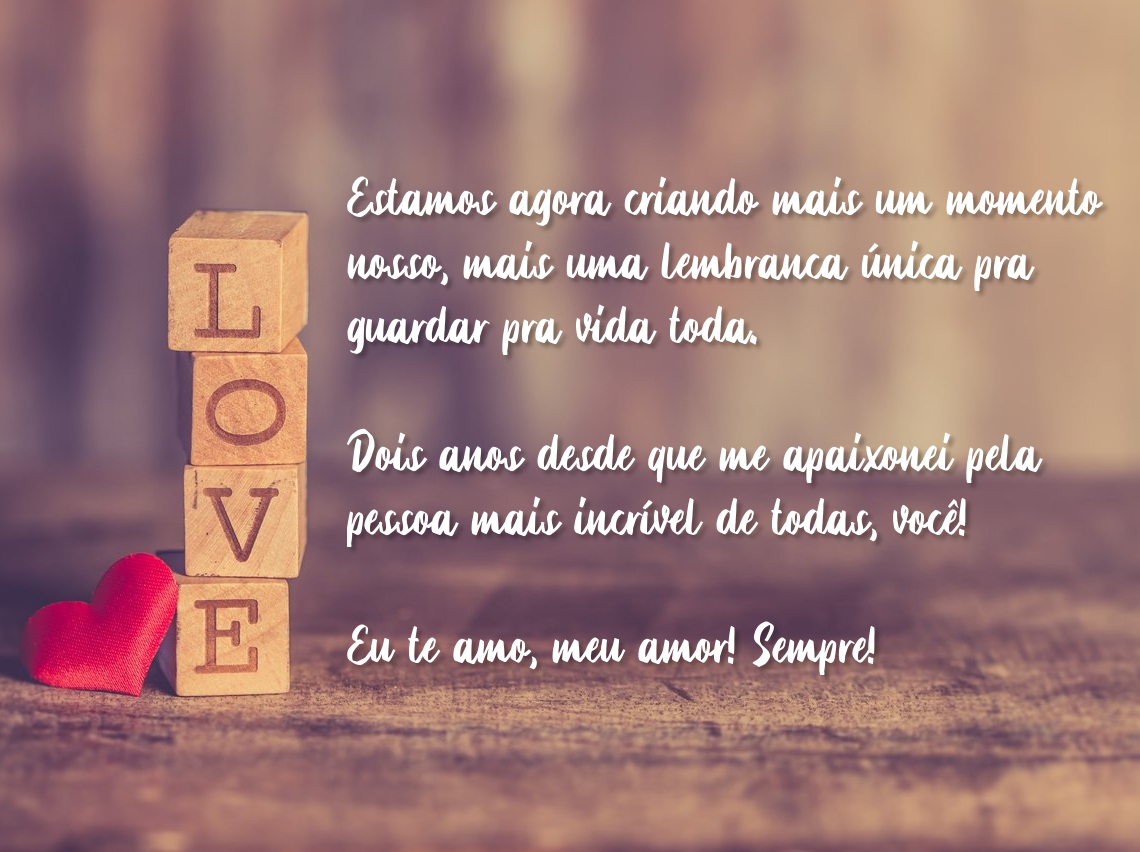 L
O
V
E
Estamos agora criando mais um momento
nosso, mais uma lembranca única pra
guardar pra vida toda.
Dois anos desde que me apaixonei pela
pessoa mais incrível de todas, você!
Eu te amo, meu amor! Sempre!